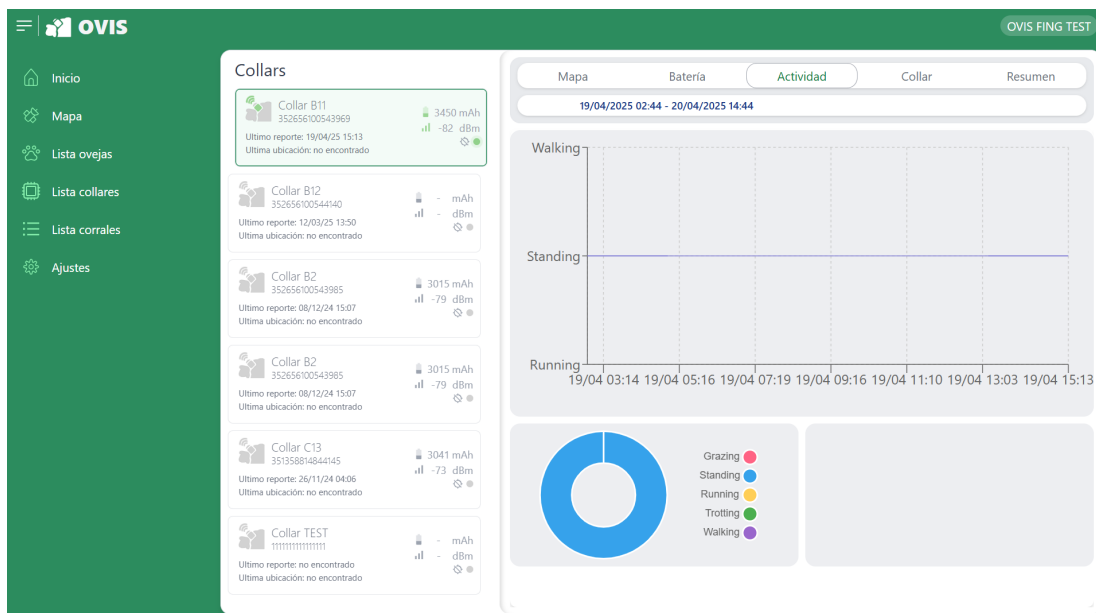 OVIS
OVIS FING TEST
Inicio
Mapa
Lista ovejas
Lista collares
Lista corrales
Ajustes
Collars
Collar B11
352656100543969
3450 mAh
-82 dBm
Ultimo reporte: 19/04/25 15:13
Ultima ubicación: no encontrado
Collar B12
352656100544140
- mAh
- dBm
Ultimo reporte: 12/03/25 13:50
Ultima ubicación: no encontrado
Collar B2
352656100543985
3015 mAh
-79 dBm
Ultimo reporte: 08/12/24 15:07
Ultima ubicación: no encontrado
Collar B2
352656100543985
3015 mAh
-79 dBm
Ultimo reporte: 08/12/24 15:07
Ultima ubicación: no encontrado
Collar C13
351358814844145
3041 mAh
-73 dBm
Ultimo reporte: 26/11/24 04:06
Ultima ubicación: no encontrado
Collar TEST
111111111111111
- mAh
- dBm
Ultimo reporte: no encontrado
Ultima ubicación: no encontrado
Mapa Batería Actividad Collar Resumen
19/04/2025 02:44 - 20/04/2025 14:44
Walking
Standing
Running
19/04 03:14 19/04 05:16 19/04 07:19 19/04 09:16 19/04 11:10 19/04 13:03 19/04 15:13
Grazing
Standing
Running
Trotting
Walking